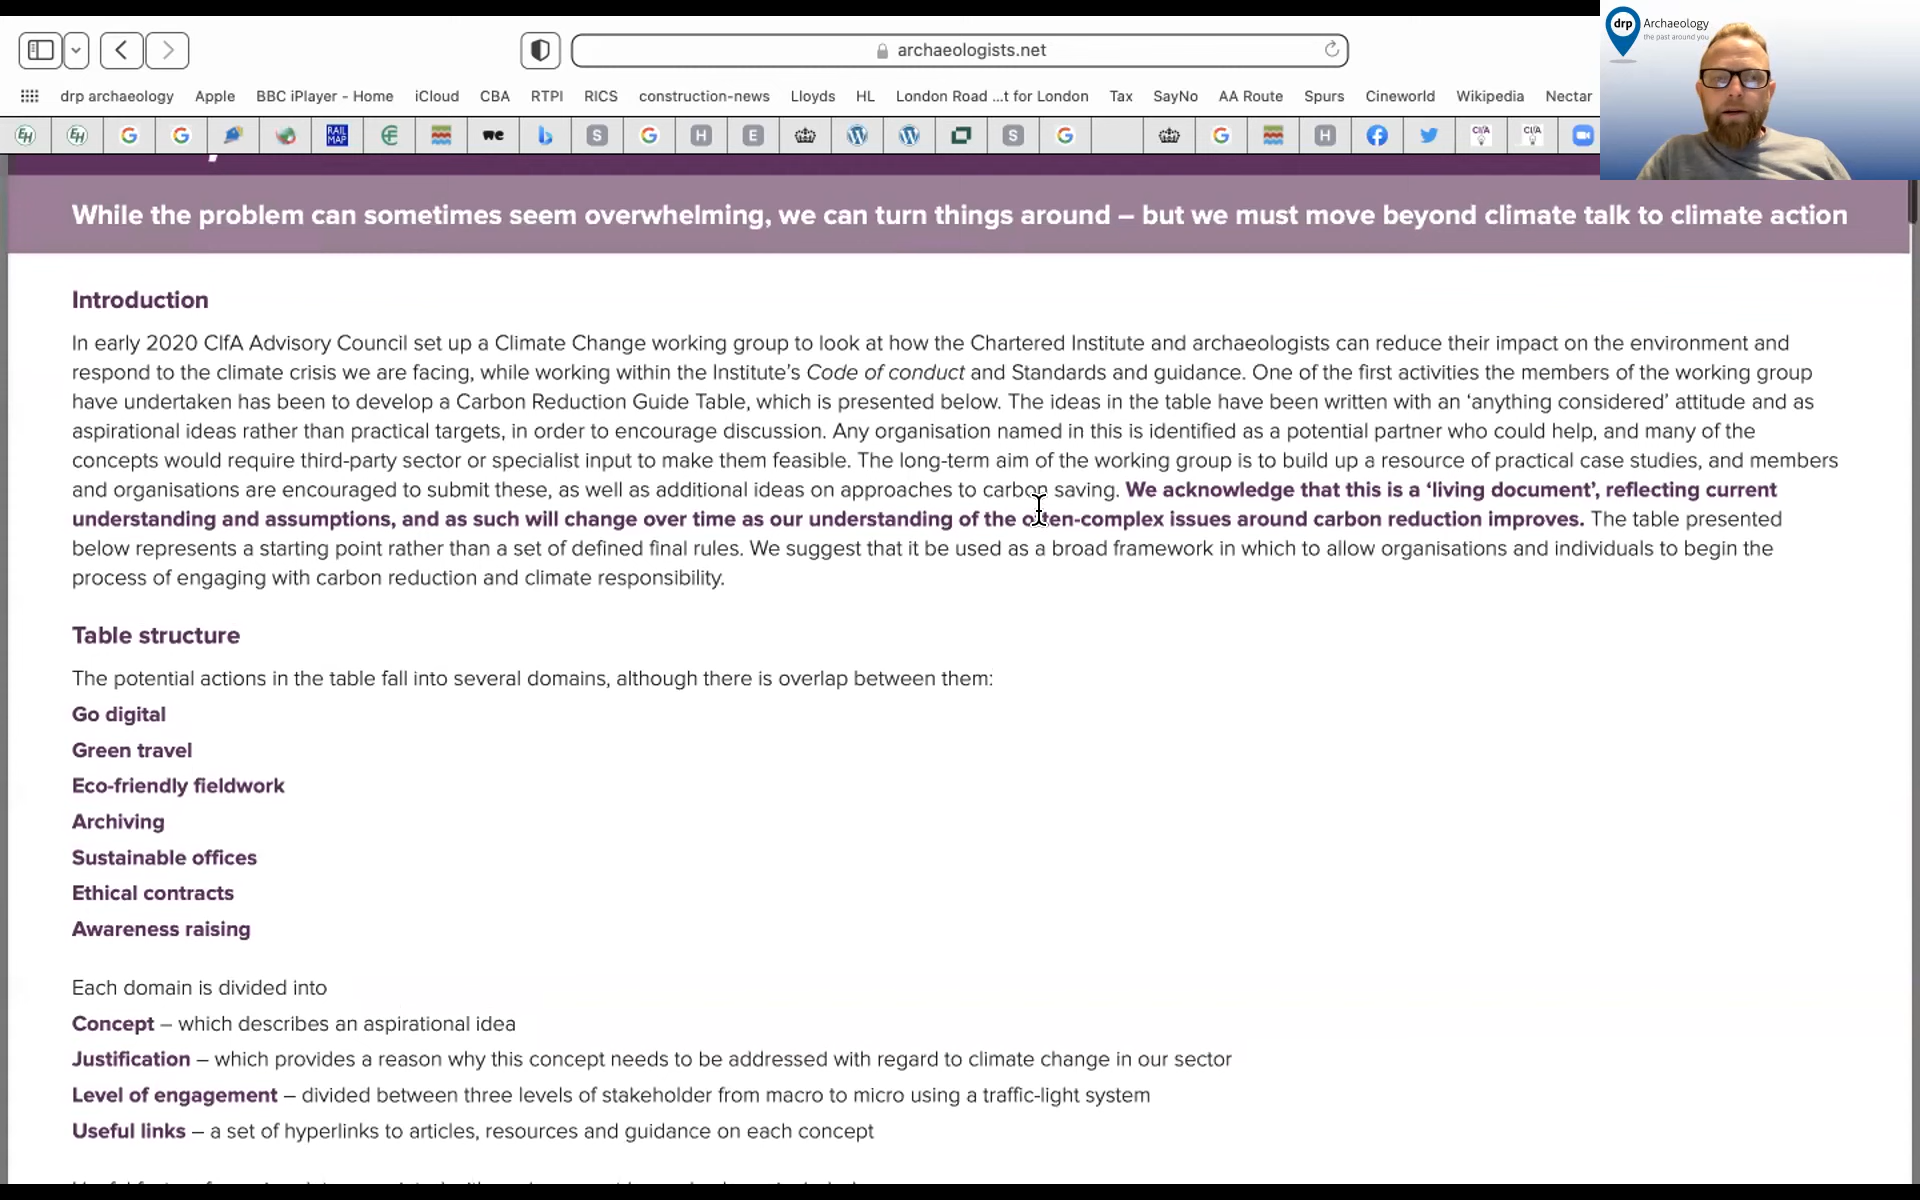 archaeologists.net
drp Archaeology
the past around you
drp archaeology Apple BBC iPlayer - Home iCloud CBA RTPI RICS construction-news Lloyds HL London Road ...t for London Tax SayNo AA Route Spurs Cineworld Wikipedia Nectar
EH EH G G RAIL MAP we b S G H E S G G H CIfA CIfA
While the problem can sometimes seem overwhelming, we can turn things around – but we must move beyond climate talk to climate action
Introduction
In early 2020 CIfA Advisory Council set up a Climate Change working group to look at how the Chartered Institute and archaeologists can reduce their impact on the environment and
respond to the climate crisis we are facing, while working within the Institute’s Code of conduct and Standards and guidance. One of the first activities the members of the working group
have undertaken has been to develop a Carbon Reduction Guide Table, which is presented below. The ideas in the table have been written with an ‘anything considered’ attitude and as
aspirational ideas rather than practical targets, in order to encourage discussion. Any organisation named in this is identified as a potential partner who could help, and many of the
concepts would require third-party sector or specialist input to make them feasible. The long-term aim of the working group is to build up a resource of practical case studies, and members
and organisations are encouraged to submit these, as well as additional ideas on approaches to carbon saving. We acknowledge that this is a ‘living document’, reflecting current
understanding and assumptions, and as such will change over time as our understanding of the often-complex issues around carbon reduction improves. The table presented
below represents a starting point rather than a set of defined final rules. We suggest that it be used as a broad framework in which to allow organisations and individuals to begin the
process of engaging with carbon reduction and climate responsibility.
Table structure
The potential actions in the table fall into several domains, although there is overlap between them:
Go digital
Green travel
Eco-friendly fieldwork
Archiving
Sustainable offices
Ethical contracts
Awareness raising
Each domain is divided into
Concept – which describes an aspirational idea
Justification – which provides a reason why this concept needs to be addressed with regard to climate change in our sector
Level of engagement – divided between three levels of stakeholder from macro to micro using a traffic-light system
Useful links – a set of hyperlinks to articles, resources and guidance on each concept